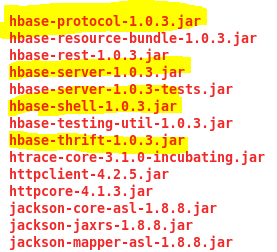 hbase-protocol-1.0.3.jar
hbase-resource-bundle-1.0.3.jar
hbase-rest-1.0.3.jar
hbase-server-1.0.3.jar
hbase-server-1.0.3-tests.jar
hbase-shell-1.0.3.jar
hbase-testing-util-1.0.3.jar
hbase-thrift-1.0.3.jar
htrace-core-3.1.0-incubating.jar
httpclient-4.2.5.jar
httpcore-4.1.3.jar
jackson-core-asl-1.8.8.jar
jackson-jaxrs-1.8.8.jar
jackson-mapper-asl-1.8.8.jar